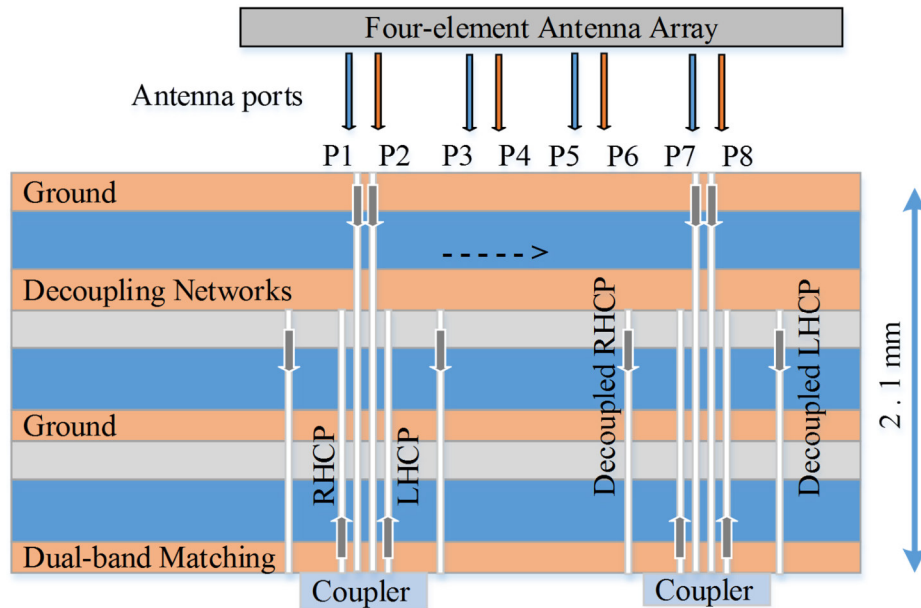 Four-element Antenna Array
Antenna ports
P1 P2 P3 P4 P5 P6 P7 P8
Ground
- - - - - >
Decoupling Networks
Ground
RHCP
LHCP
Decoupled RHCP
Decoupled LHCP
2 . 1 mm
Dual-band Matching
Coupler
Coupler